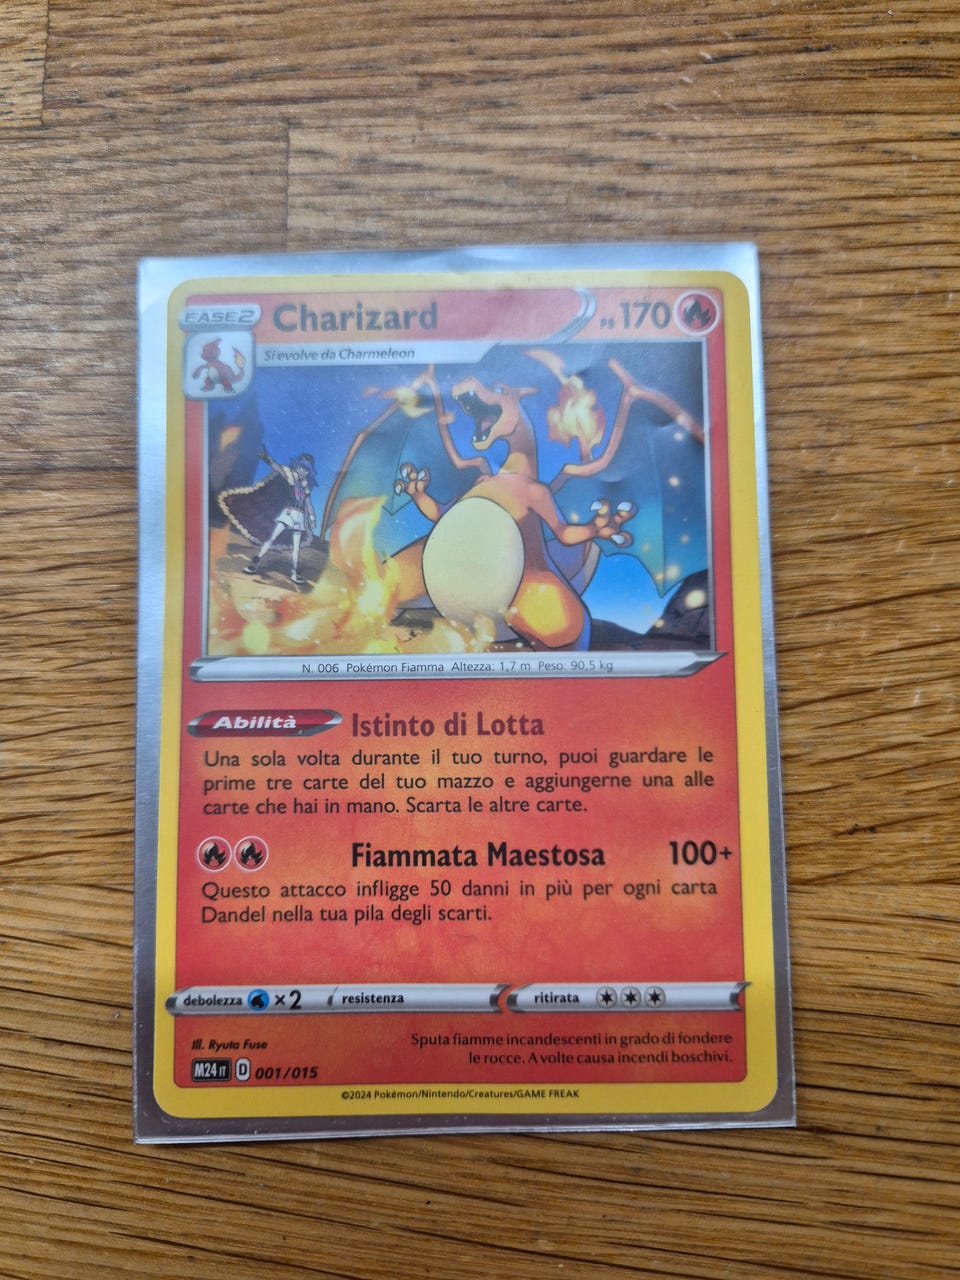 FASE2 Charizard PS 170
Si evolve da Charmeleon
N. 006 Pokémon Fiamma Altezza: 1,7 m Peso: 90,5 kg
Abilità Istinto di Lotta
Una sola volta durante il tuo turno, puoi guardare le
prime tre carte del tuo mazzo e aggiungerne una alle
carte che hai in mano. Scarta le altre carte.
Fiammata Maestosa 100+
Questo attacco infligge 50 danni in più per ogni carta
Dandel nella tua pila degli scarti.
debolezza ×2 resistenza ritirata
Ill. Ryuta Fuse
Sputa fiamme incandescenti in grado di fondere
le rocce. A volte causa incendi boschivi.
M24 IT D 001/015
©2024 Pokémon/Nintendo/Creatures/GAME FREAK